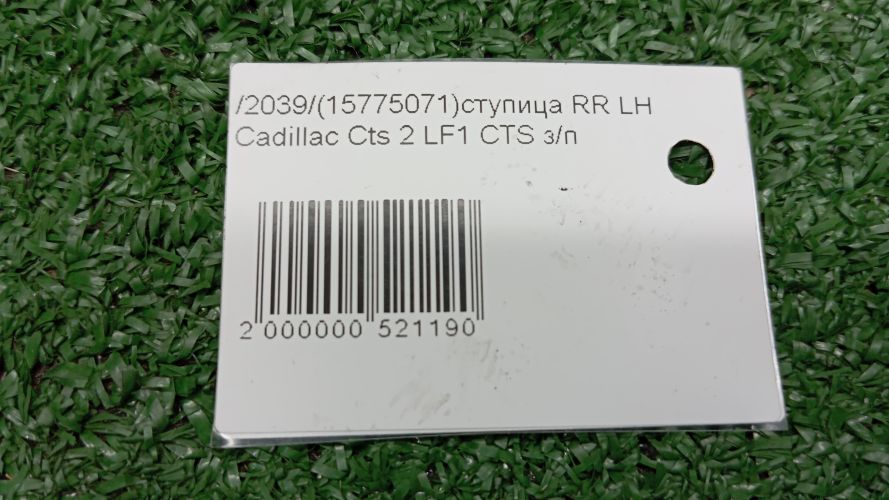 /2039/(15775071)ступица RR LH
Cadillac Cts 2 LF1 CTS з/п
2 000000 521190